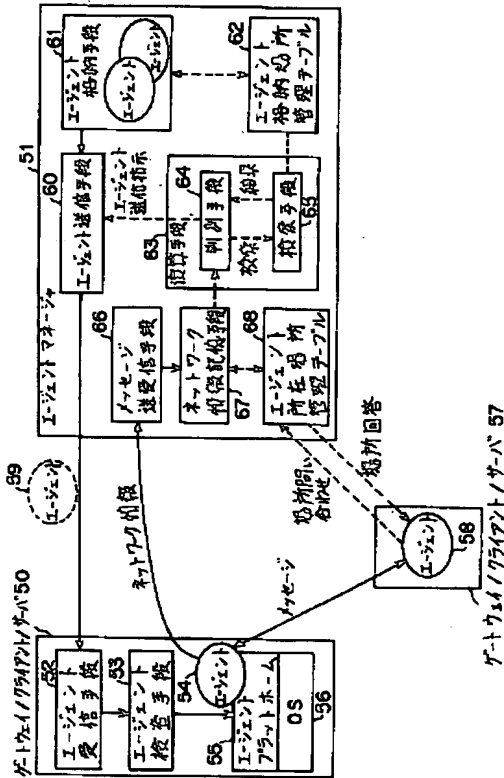 ゲートウェイ/クライアント/サーバ 50
52
エージェント
受信手段
53
エージェント
検査手段
54
エージェント
55
エージェント
プラットホーム
OS
56
59
エージェント
ネットワーク情報
メッセージ
場所問い
合わせ
場所回答
エージェント
58
ゲートウェイ/クライアント/サーバ 57
エージェントマネージャ
51
60
エージェント送信手段
エージェント
送信指示
61
エージェント
格納手段
エージェント
エージェント
62
エージェント
格納場所
管理テーブル
63
演算手段
64
判別手段
検索
結果
検索手段
65
66
メッセージ
送受信手段
ネットワーク
情報記憶手段
67
68
エージェント
所在場所
管理テーブル